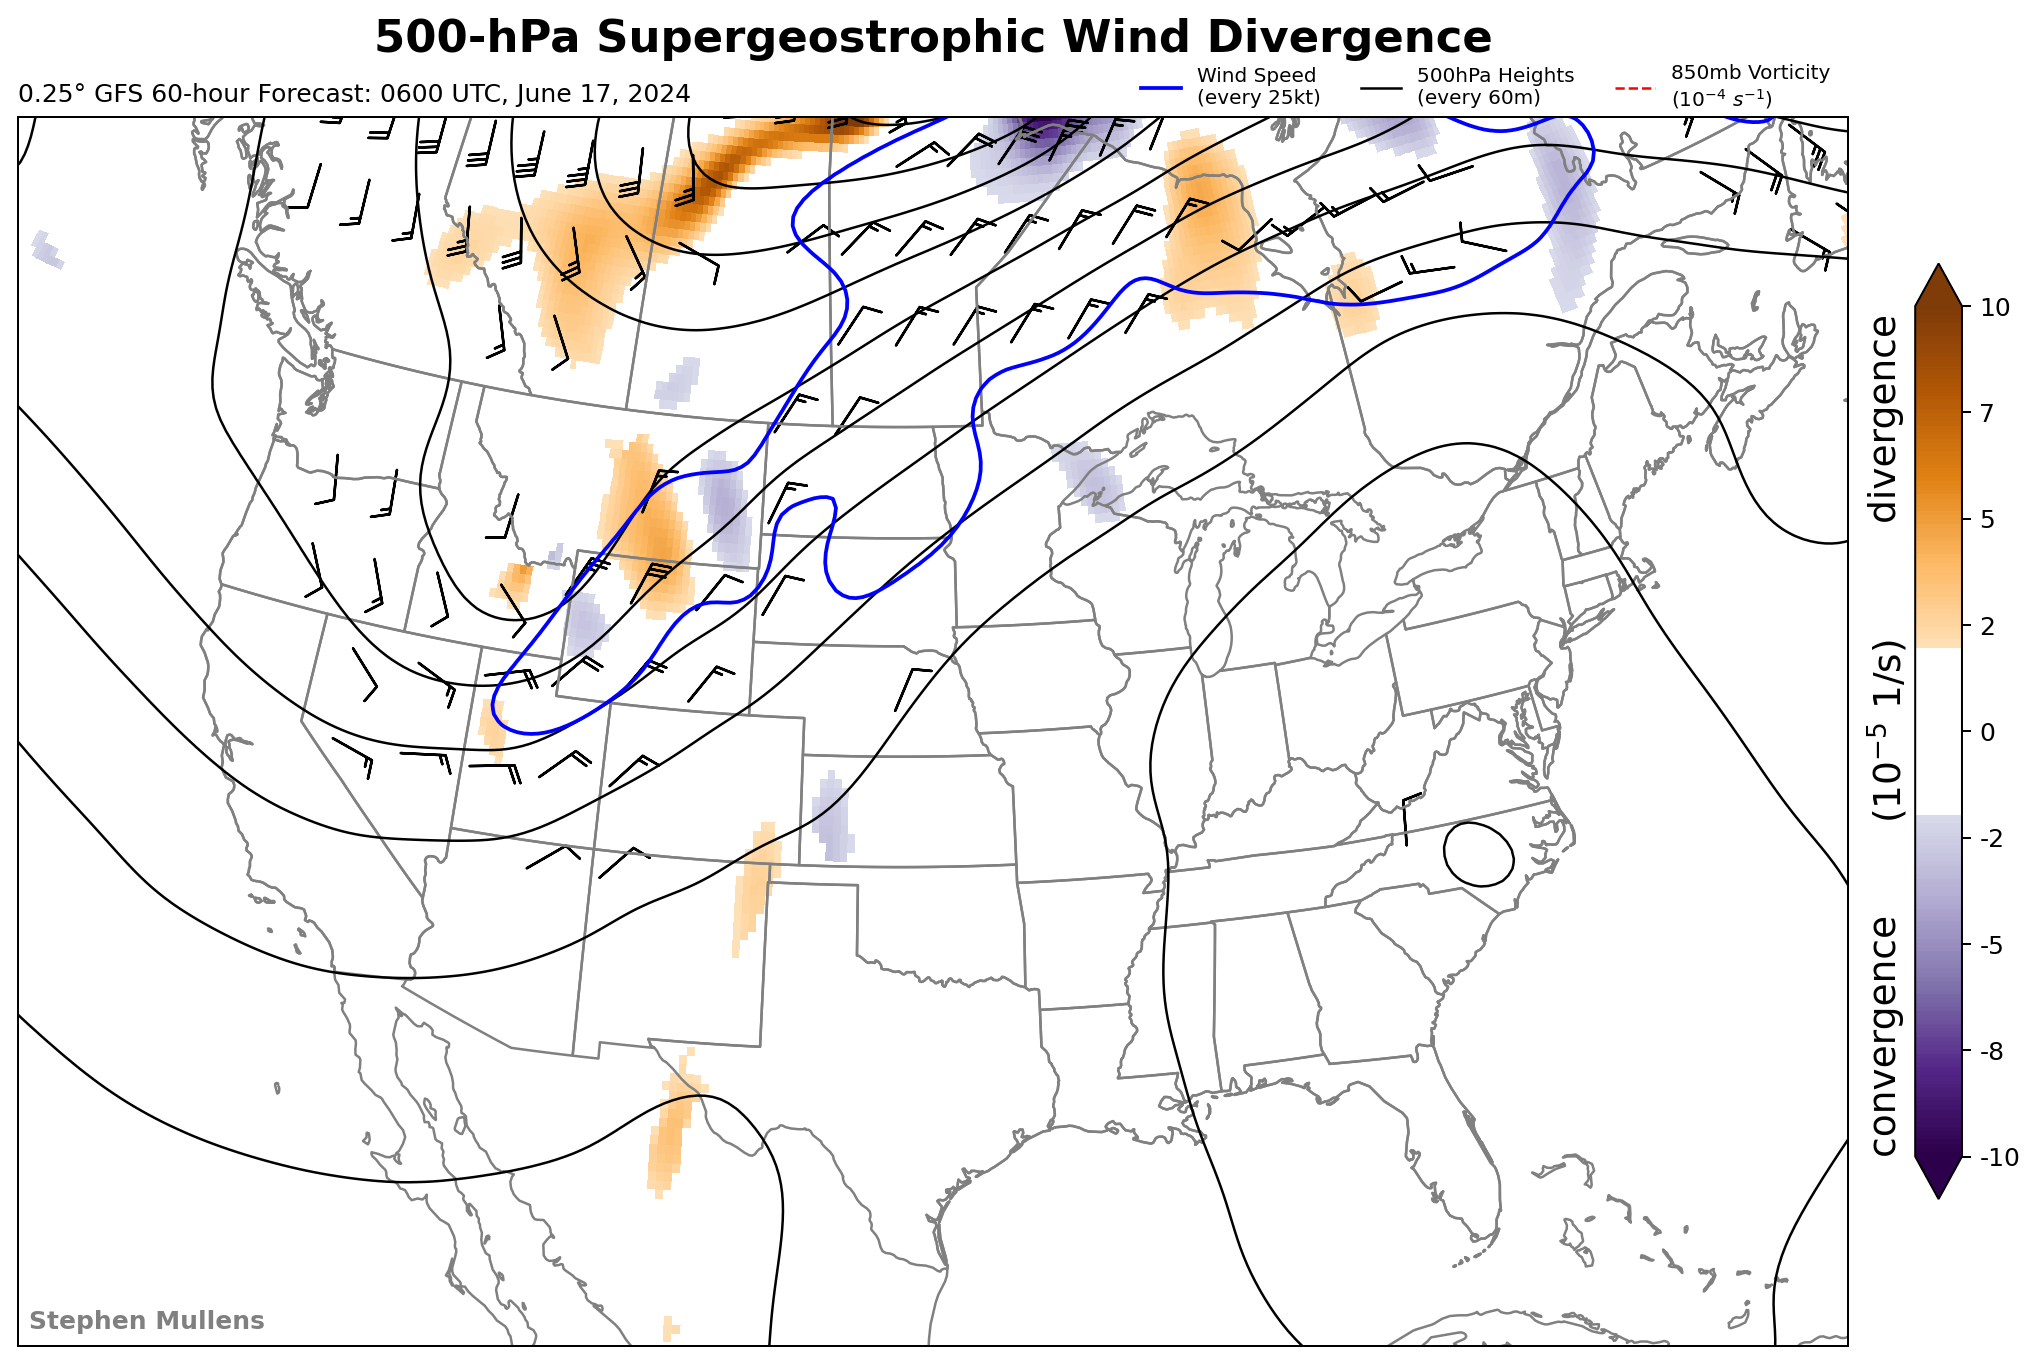 500-hPa Supergeostrophic Wind Divergence
0.25° GFS 60-hour Forecast: 0600 UTC, June 17, 2024
Wind Speed
(every 25kt)
500hPa Heights
(every 60m)
850mb Vorticity
(10⁻⁴ s⁻¹)
10
7
5
2
0
-2
-5
-8
-10
convergence (10⁻⁵ 1/s) divergence
Stephen Mullens